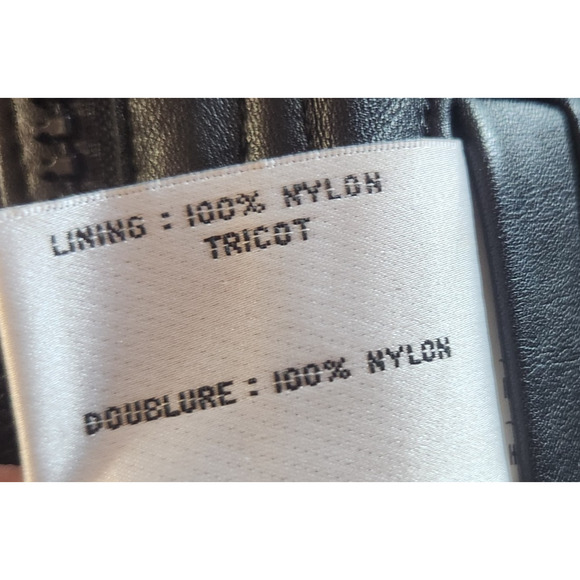 LINING : 100% NYLON
TRICOT
DOUBLURE : 100% NYLON